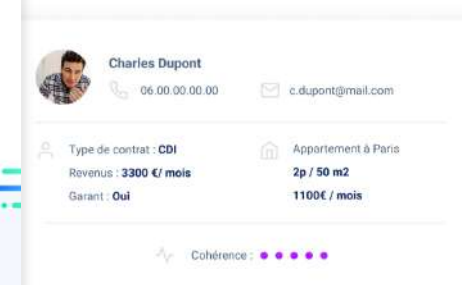 Charles Dupont
06.00.00.00.00
c.dupont@mail.com
Type de contrat : CDI
Revenus : 3300 €/ mois
Garant : Oui
Appartement à Paris
2p / 50 m2
1100€ / mois
Cohérence :